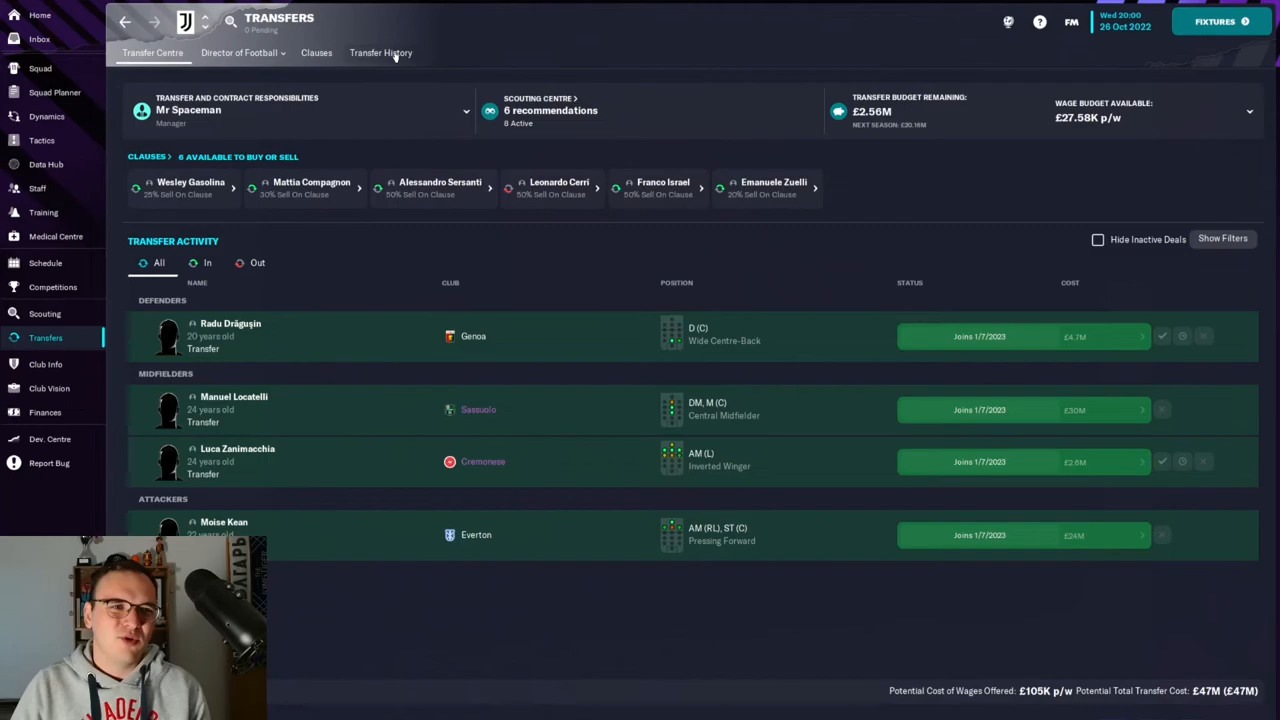 Home
Inbox
Squad
Squad Planner
Dynamics
Tactics
Data Hub
Staff
Training
Medical Centre
Schedule
Competitions
Scouting
Transfers
Club Info
Club Vision
Finances
Dev. Centre
Report Bug
TRANSFERS
0 Pending
FM
Wed 20:00
26 Oct 2022
FIXTURES
Transfer Centre
Director of Football
Clauses
Transfer History
TRANSFER AND CONTRACT RESPONSIBILITIES
Mr Spaceman
Manager
SCOUTING CENTRE >
6 recommendations
8 Active
TRANSFER BUDGET REMAINING:
£2.56M
NEXT SEASON: £30.16M
WAGE BUDGET AVAILABLE:
£27.58K p/w
CLAUSES > 6 AVAILABLE TO BUY OR SELL
Wesley Gasolina
25% Sell On Clause
Mattia Compagnon
30% Sell On Clause
Alessandro Sersanti
50% Sell On Clause
Leonardo Cerri
50% Sell On Clause
Franco Israel
50% Sell On Clause
Emanuele Zuelli
20% Sell On Clause
TRANSFER ACTIVITY
Hide Inactive Deals
Show Filters
All
In
Out
NAME CLUB POSITION STATUS COST
DEFENDERS
Radu Drăgușin
20 years old
Transfer
Genoa
D (C)
Wide Centre-Back
Joins 1/7/2023 £4.7M
MIDFIELDERS
Manuel Locatelli
24 years old
Transfer
Sassuolo
DM, M (C)
Central Midfielder
Joins 1/7/2023 £30M
Luca Zanimacchia
24 years old
Transfer
Cremonese
AM (L)
Inverted Winger
Joins 1/7/2023 £2.6M
ATTACKERS
Moise Kean
Everton
AM (RL), ST (C)
Pressing Forward
Joins 1/7/2023 £24M
Potential Cost of Wages Offered: £105K p/w Potential Total Transfer Cost: £47M (£47M)